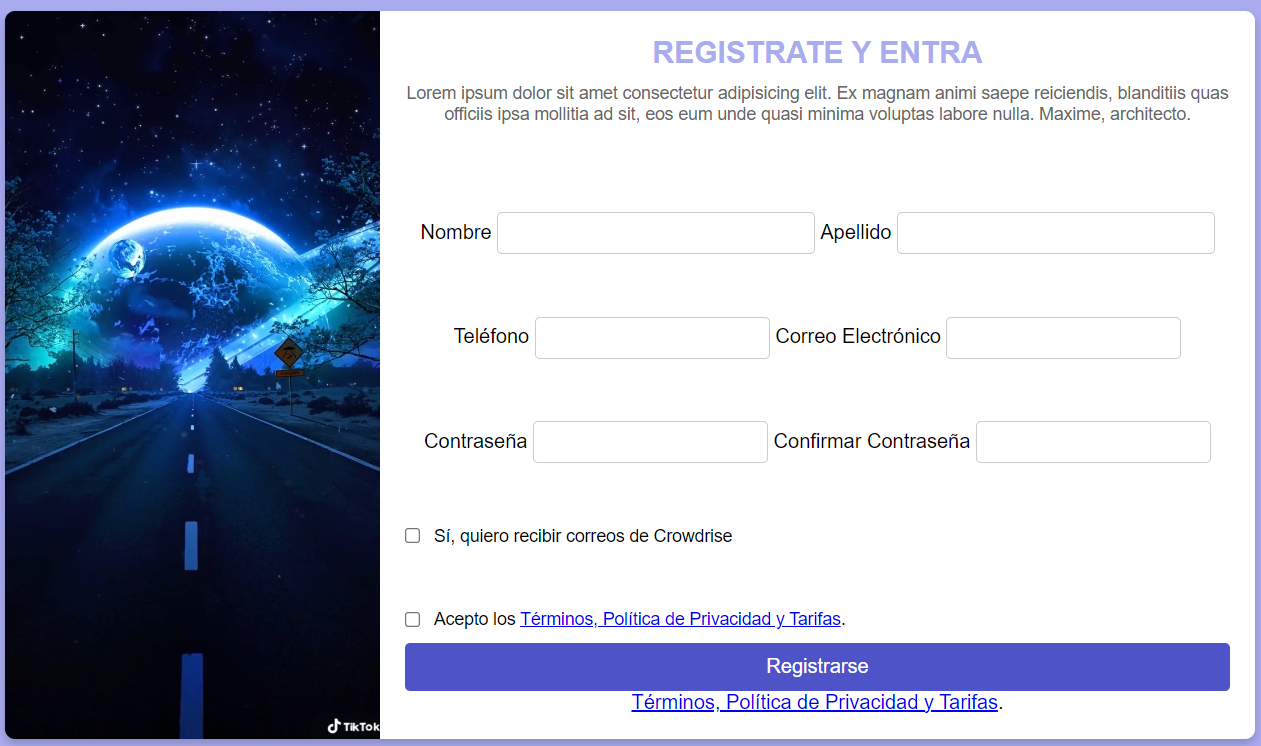 REGISTRATE Y ENTRA
Lorem ipsum dolor sit amet consectetur adipisicing elit. Ex magnam animi saepe reiciendis, blanditiis quas
officiis ipsa mollitia ad sit, eos eum unde quasi minima voluptas labore nulla. Maxime, architecto.
Nombre Apellido
Teléfono Correo Electrónico
Contraseña Confirmar Contraseña
Sí, quiero recibir correos de Crowdrise
Acepto los Términos, Política de Privacidad y Tarifas.
Registrarse
Términos, Política de Privacidad y Tarifas.
TikTok